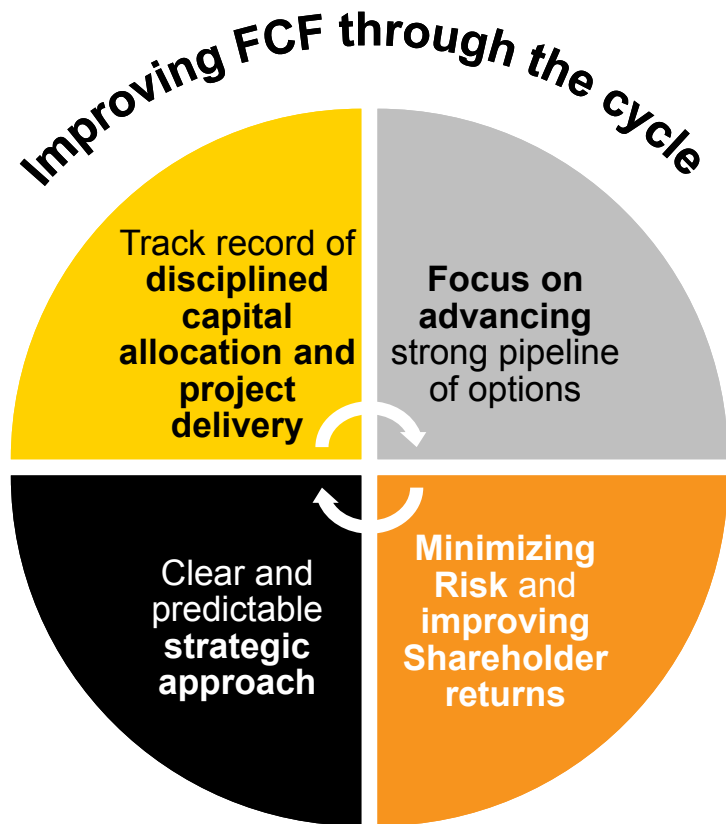 Improving FCF through the cycle
Track record of
disciplined
capital
allocation and
project
delivery
Focus on
advancing
strong pipeline
of options
Clear and
predictable
strategic
approach
Minimizing
Risk and
improving
Shareholder
returns